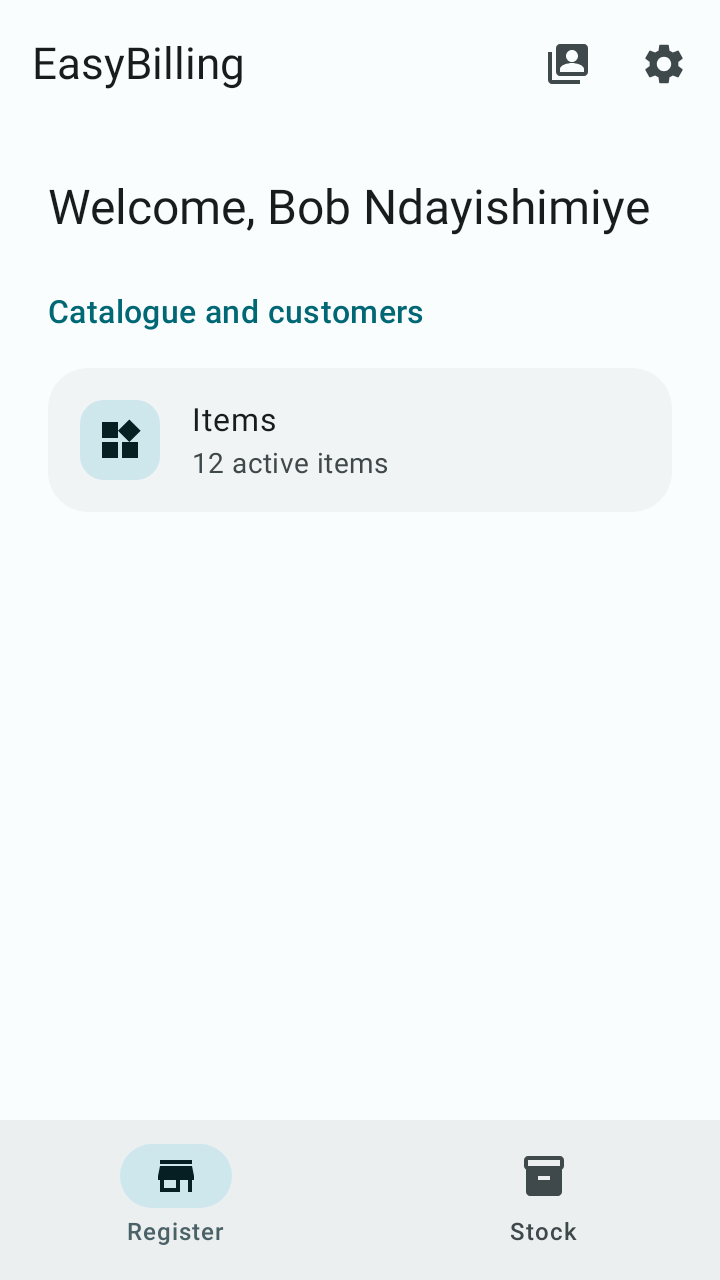 EasyBilling
Welcome, Bob Ndayishimiye
Catalogue and customers
Items
12 active items
Register
Stock